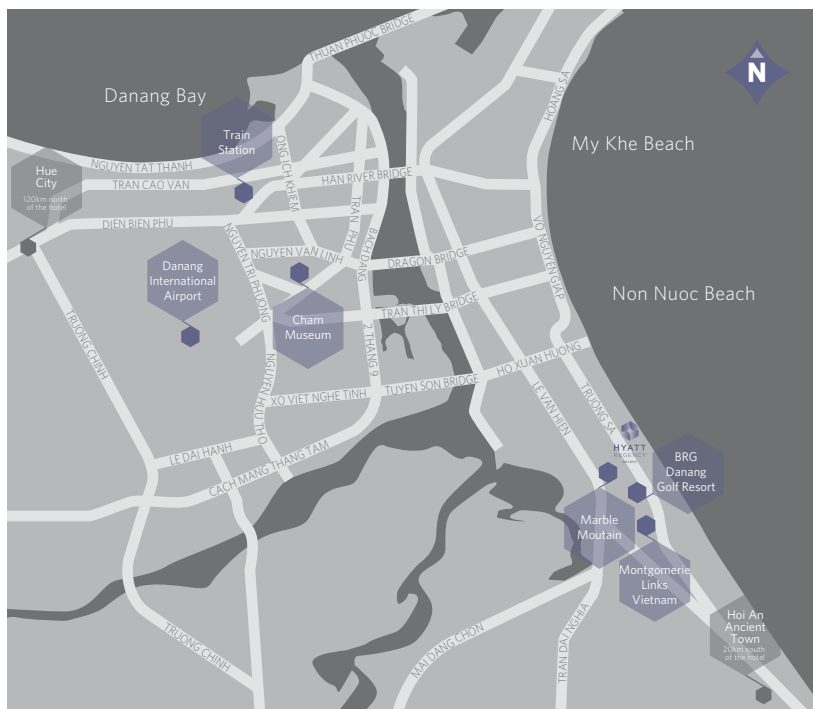 THUAN PHUOC BRIDGE
N
Danang Bay
HOANG SA
Train
Station
My Khe Beach
ONG ICH KHIEM
NGUYEN TAT THANH
Hue
City
120km north
of the hotel
TRAN CAO VAN
HAN RIVER BRIDGE
DIEN BIEN PHU
TRAN PHU
BACH DANG
VO NGUYEN GIAP
NGUYEN TRI PHUONG
NGUYEN VAN LINH
DRAGON BRIDGE
Danang
International
Airport
Non Nuoc Beach
TRAN THI LY BRIDGE
Cham
Museum
TRUONG CHINH
2 THANG 9
HO XUAN HUONG
NGUYEN HUU THO
XO VIET NGHE TINH
TUYEN SON BRIDGE
LE VAN HIEN
TRUONG SA
HYATT
REGENCY
LE DAI HANH
CACH MANG THANG TAM
BRG
Danang
Golf Resort
Marble
Moutain
Montgomerie
Links
Vietnam
Hoi An
Ancient
Town
20km south
of the hotel
TRUONG CHINH
MAI DANG CHON
TRAN DAI NGHIA